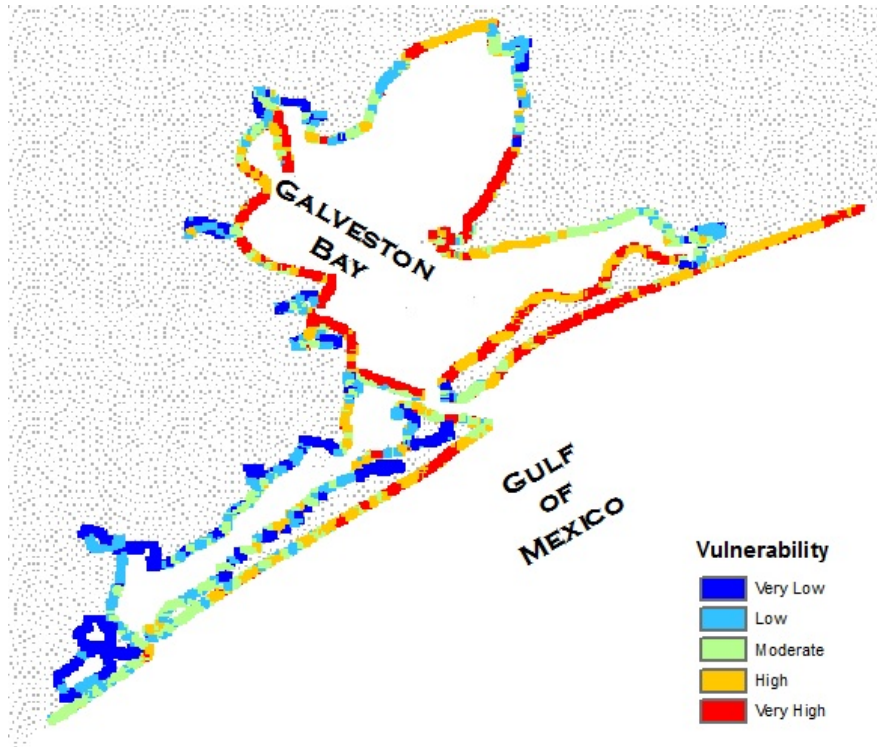 GALVESTON
BAY
GULF
OF
MEXICO
Vulnerability
Very Low
Low
Moderate
High
Very High